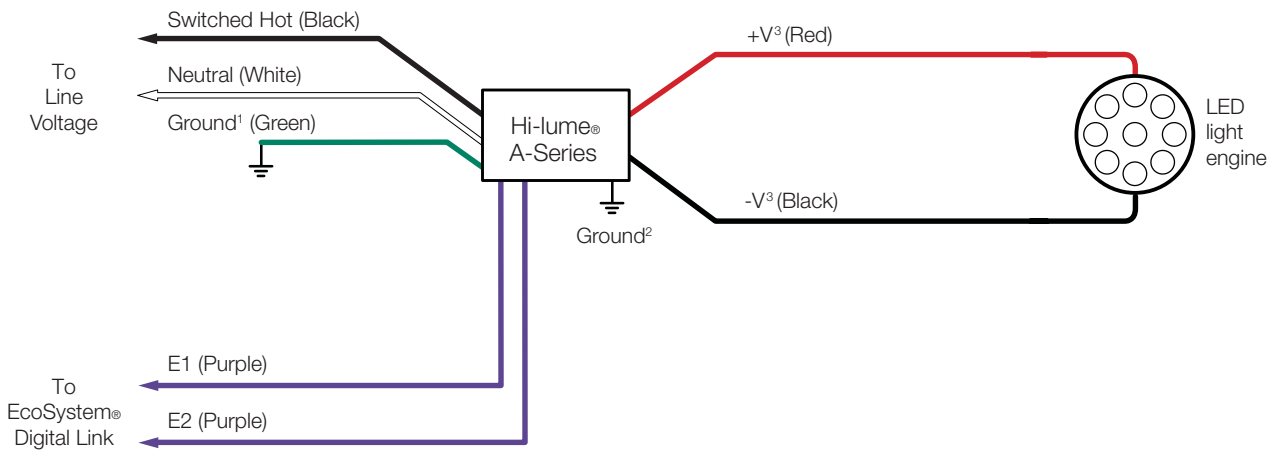 Switched Hot (Black)
To
Line
Voltage
Neutral (White)
Ground¹ (Green)
Hi-lume®
A-Series
Ground²
+V³ (Red)
-V³ (Black)
LED
light
engine
E1 (Purple)
To
EcoSystem®
Digital Link
E2 (Purple)